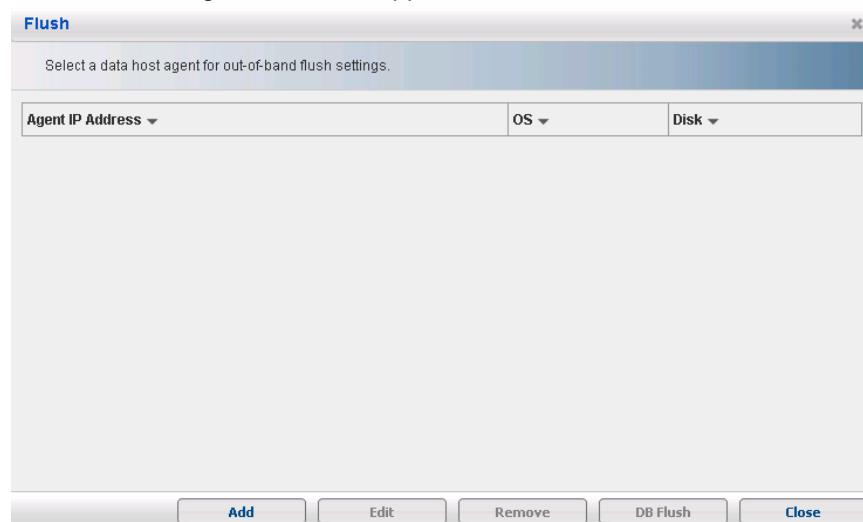 Flush
Select a data host agent for out-of-band flush settings.
Agent IP Address OS Disk
Add Edit Remove DB Flush Close